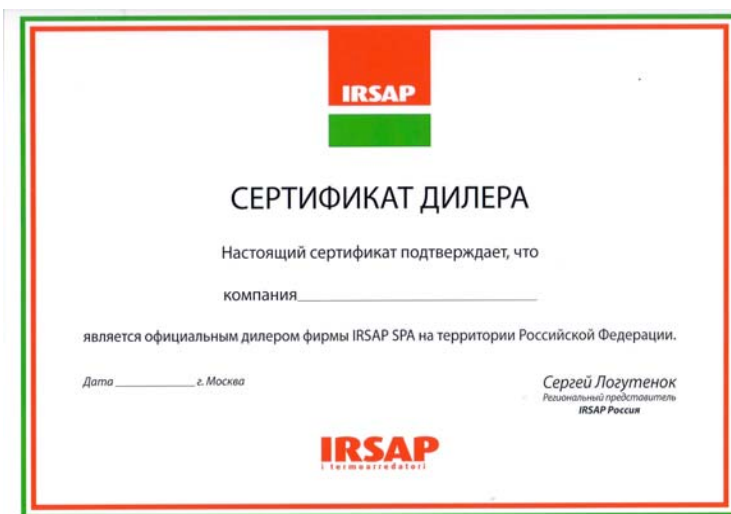 IRSAP
СЕРТИФИКАТ ДИЛЕРА
Настоящий сертификат подтверждает, что
компания
является официальным дилером фирмы IRSAP SPA на территории Российской Федерации.
Дата г. Москва
Сергей Логутенок
Региональный представитель
IRSAP Россия
IRSAP
i termoarredatori